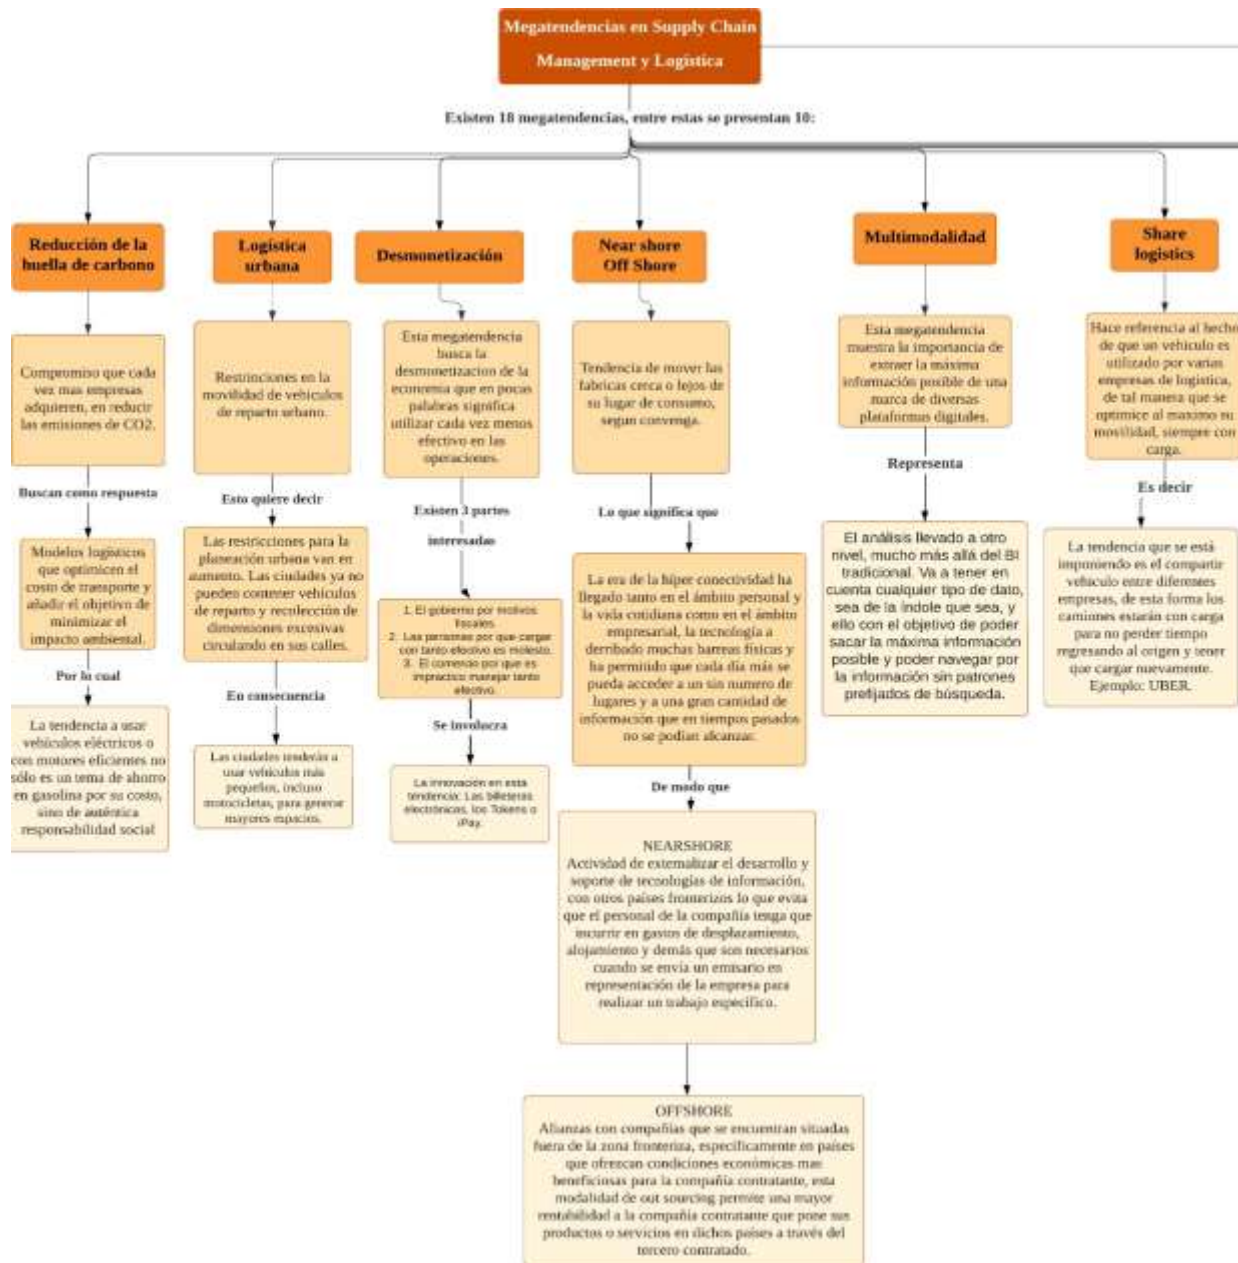 Megatendencias en Supply Chain
Management y Logística
Existen 18 megatendencias, entre estas se presentan 10:
Reducción de la
huella de carbono
Compromiso que cada
vez mas empresas
adquieren, en reducir
las emisiones de CO2.
Buscan como respuesta
Modelos logísticos
que optimicen el
costo de transporte y
añadir el objetivo de
minimizar el
impacto ambiental.
Por lo cual
La tendencia a usar
vehículos eléctricos o
con motores eficientes no
sólo es un tema de ahorro
en gasolina por su costo,
sino de auténtica
responsabilidad social
Logística
urbana
Restrinciones en la
movilidad de vehículos
de reparto urbano.
Esto quiere decir
Las restricciones para la
planeación urbana van en
aumento. Las ciudades ya no
pueden contener vehículos
de reparto y recolección de
dimensiones excesivas
circulando en sus calles.
En consecuencia
Las ciudades tenderán a
usar vehículos más
pequeños, incluso
motocicletas, para generar
mayores espacios.
Desmonetización
Esta megatendencia
busca la
desmonetizacion de la
economia que en pocas
palabras significa
utilizar cada vez menos
efectivo en las
operaciones.
Existen 3 partes
interesadas
1. El gobierno por motivos
fiscales.
2. Las personas por que cargar
con tanto efectivo es molesto.
3. El comercio por que es
impractico manejar tanto
efectivo.
Se involucra
La innovación en esta
tendencia: Las billeteras
electrónicas, los Tokens o
iPay.
Near shore
Off Shore
Tendencia de mover las
fabricas cerca o lejos de
su lugar de consumo,
segun convenga.
Lo que significa que
La era de la híper conectividad ha
llegado tanto en el ámbito personal y
la vida cotidiana como en el ámbito
empresarial, la tecnología a
derribado muchas barreas físicas y
ha permitido que cada día más se
pueda acceder a un sin numero de
lugares y a una gran cantidad de
información que en tiempos pasados
no se podían alcanzar.
De modo que
NEARSHORE
Actividad de externalizar el desarrollo y
soporte de tecnologías de información,
con otros países fronterizos lo que evita
que el personal de la compañía tenga que
incurrir en gastos de desplazamiento,
alojamiento y demás que son necesarios
cuando se envía un emisario en
representación de la empresa para
realizar un trabajo específico.
OFFSHORE
Alianzas con compañías que se encuentran situadas
fuera de la zona fronteriza, específicamente en países
que ofrezcan condiciones económicas mas
beneficiosas para la compañía contratante, esta
modalidad de out sourcing permite una mayor
rentabilidad a la compañía contratante que pone sus
productos o servicios en dichos países a través del
tercero contratado.
Multimodalidad
Esta megatendencia
muestra la importancia de
extraer la máxima
información posible de una
marca de diversas
plataformas digitales.
Representa
El análisis llevado a otro
nivel, mucho más allá del BI
tradicional. Va a tener en
cuenta cualquier tipo de dato,
sea de la índole que sea, y
ello con el objetivo de poder
sacar la máxima información
posible y poder navegar por
la información sin patrones
prefijados de búsqueda.
Share
logistics
Hace referencia al hecho
de que un vehículo es
utilizado por varias
empresas de logística,
de tal manera que se
optimice al maximo su
movilidad, siempre con
carga.
Es decir
La tendencia que se está
imponiendo es el compartir
vehículo entre diferentes
empresas, de esta forma los
camiones estarán con carga
para no perder tiempo
regresando al origen y tener
que cargar nuevamente.
Ejemplo: UBER.